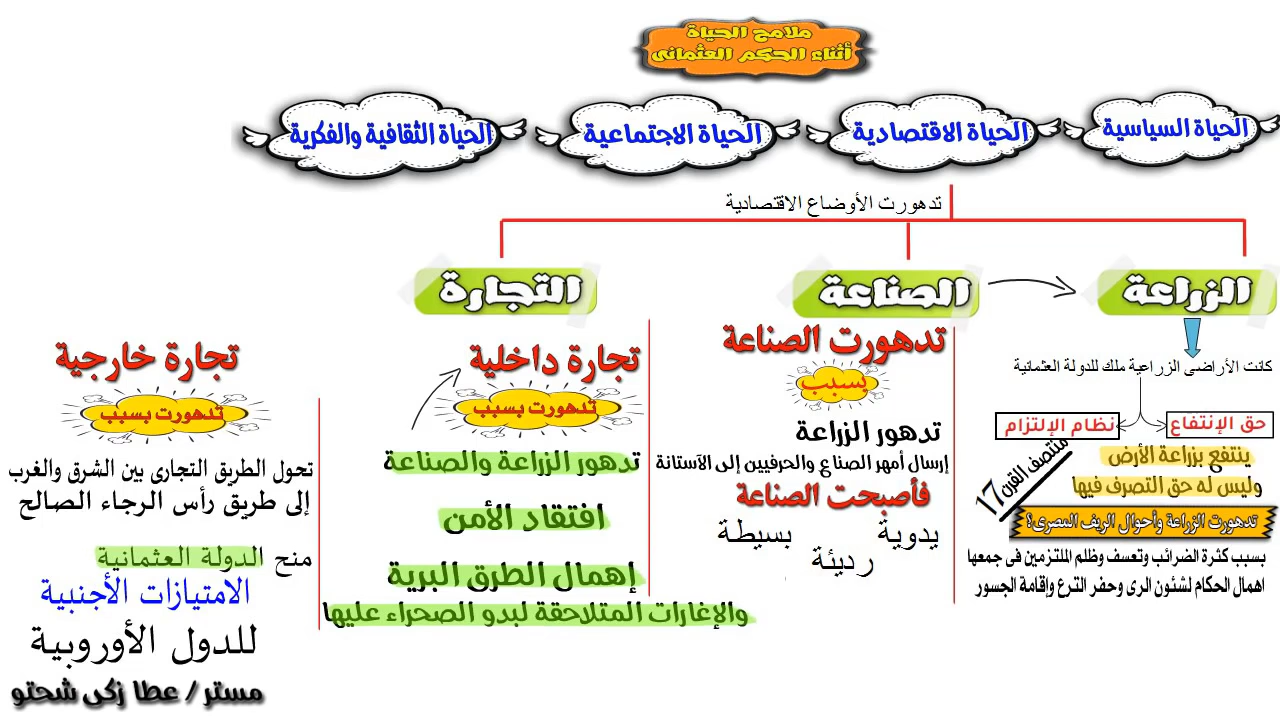 ملامح الحياة
أثناء الحكم العثمانى
الحياة السياسية
الحياة الاقتصادية
الحياة الاجتماعية
الحياة الثقافية والفكرية
تدهورت الأوضاع الاقتصادية
الزراعة
كانت الأراضى الزراعية ملك للدولة العثمانية
حق الإنتفاع
نظام الإلتزام
ينتفع بزراعة الأرض
وليس له حق التصرف فيها
منتصف القرن 17
تدهورت الزراعة وأحوال الريف المصرى؟
بسبب كثرة الضرائب وتعسف وظلم الملتزمين فى جمعها
اهمال الحكام لشئون الرى وحفر الترع وإقامة الجسور
الصناعة
تدهورت الصناعة
بسبب
تدهور الزراعة
إرسال أمهر الصناع والحرفيين إلى الآستانة
فأصبحت الصناعة
يدوية
بسيطة
رديئة
التجارة
تجارة داخلية
تدهورت بسبب
تدهور الزراعة والصناعة
افتقاد الأمن
إهمال الطرق البرية
والإغارات المتلاحقة لبدو الصحراء عليها
تجارة خارجية
تدهورت بسبب
تحول الطريق التجارى بين الشرق والغرب
إلى طريق رأس الرجاء الصالح
منح الدولة العثمانية
الامتيازات الأجنبية
للدول الأوروبية
مستر / عطا زكى شحتو